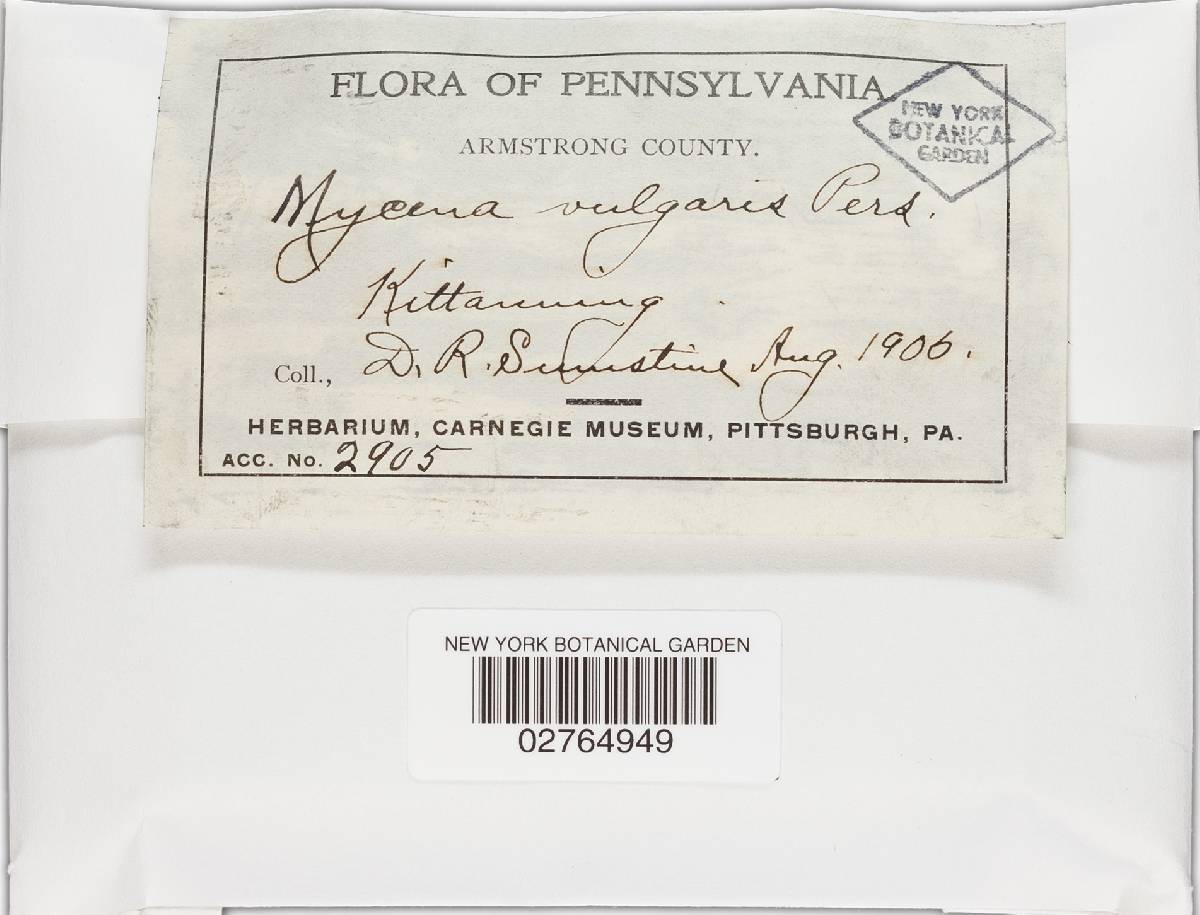 FLORA OF PENNSYLVANIA
NEW YORK
BOTANICAL
GARDEN
ARMSTRONG COUNTY.
Mycena vulgaris Pers.
Kittanning
Coll., D. R. Sumstine Aug. 1906.
HERBARIUM, CARNEGIE MUSEUM, PITTSBURGH, PA.
ACC. No. 2905
NEW YORK BOTANICAL GARDEN
02764949